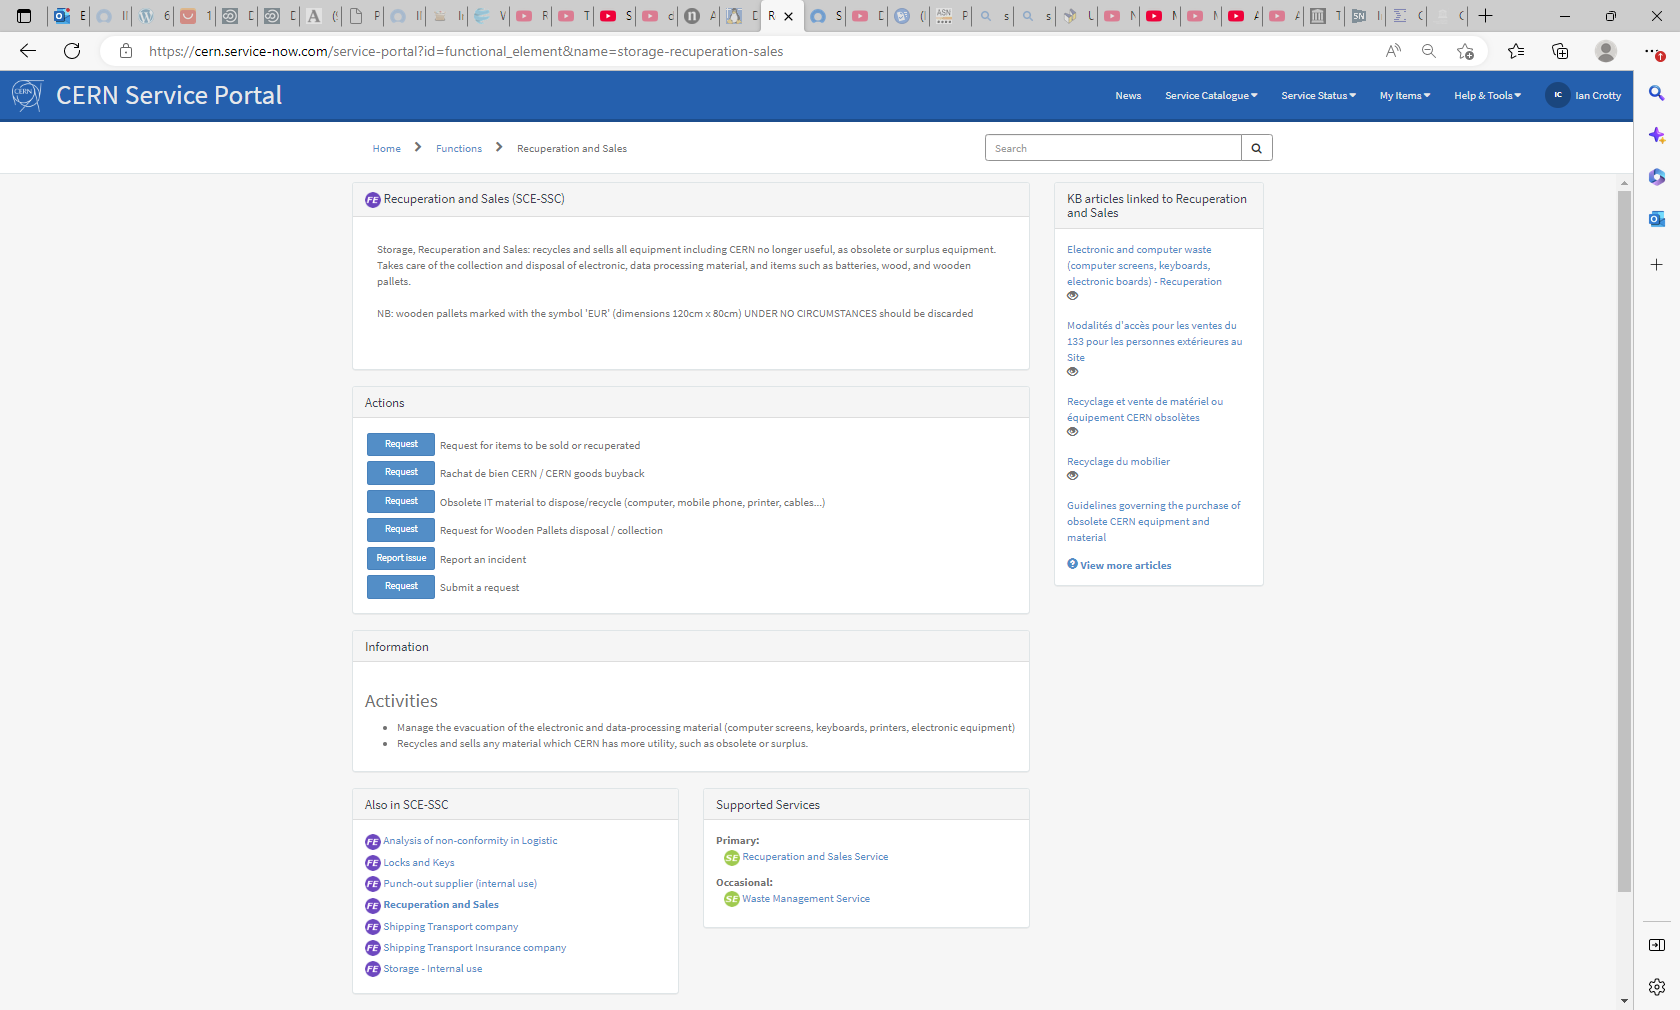 https://cern.service-now.com/service-portal?id=functional_element&name=storage-recuperation-sales
CERN Service Portal
News
Service Catalogue
Service Status
My Items
Help & Tools
IC
Ian Crotty
Home
Functions
Recuperation and Sales
Search
FE Recuperation and Sales (SCE-SSC)
Storage, Recuperation and Sales: recycles and sells all equipment including CERN no longer useful, as obsolete or surplus equipment.
Takes care of the collection and disposal of electronic, data processing material, and items such as batteries, wood, and wooden
pallets.
NB: wooden pallets marked with the symbol 'EUR' (dimensions 120cm x 80cm) UNDER NO CIRCUMSTANCES should be discarded
Actions
Request Request for items to be sold or recuperated
Request Rachat de bien CERN / CERN goods buyback
Request Obsolete IT material to dispose/recycle (computer, mobile phone, printer, cables...)
Request Request for Wooden Pallets disposal / collection
Report issue Report an incident
Request Submit a request
Information
Activities
Manage the evacuation of the electronic and data-processing material (computer screens, keyboards, printers, electronic equipment)
Recycles and sells any material which CERN has more utility, such as obsolete or surplus.
Also in SCE-SSC
FE Analysis of non-conformity in Logistic
FE Locks and Keys
FE Punch-out supplier (internal use)
FE Recuperation and Sales
FE Shipping Transport company
FE Shipping Transport Insurance company
FE Storage - Internal use
Supported Services
Primary:
SE Recuperation and Sales Service
Occasional:
SE Waste Management Service
KB articles linked to Recuperation
and Sales
Electronic and computer waste
(computer screens, keyboards,
electronic boards) - Recuperation
Modalités d'accès pour les ventes du
133 pour les personnes extérieures au
Site
Recyclage et vente de matériel ou
équipement CERN obsolètes
Recyclage du mobilier
Guidelines governing the purchase of
obsolete CERN equipment and
material
View more articles